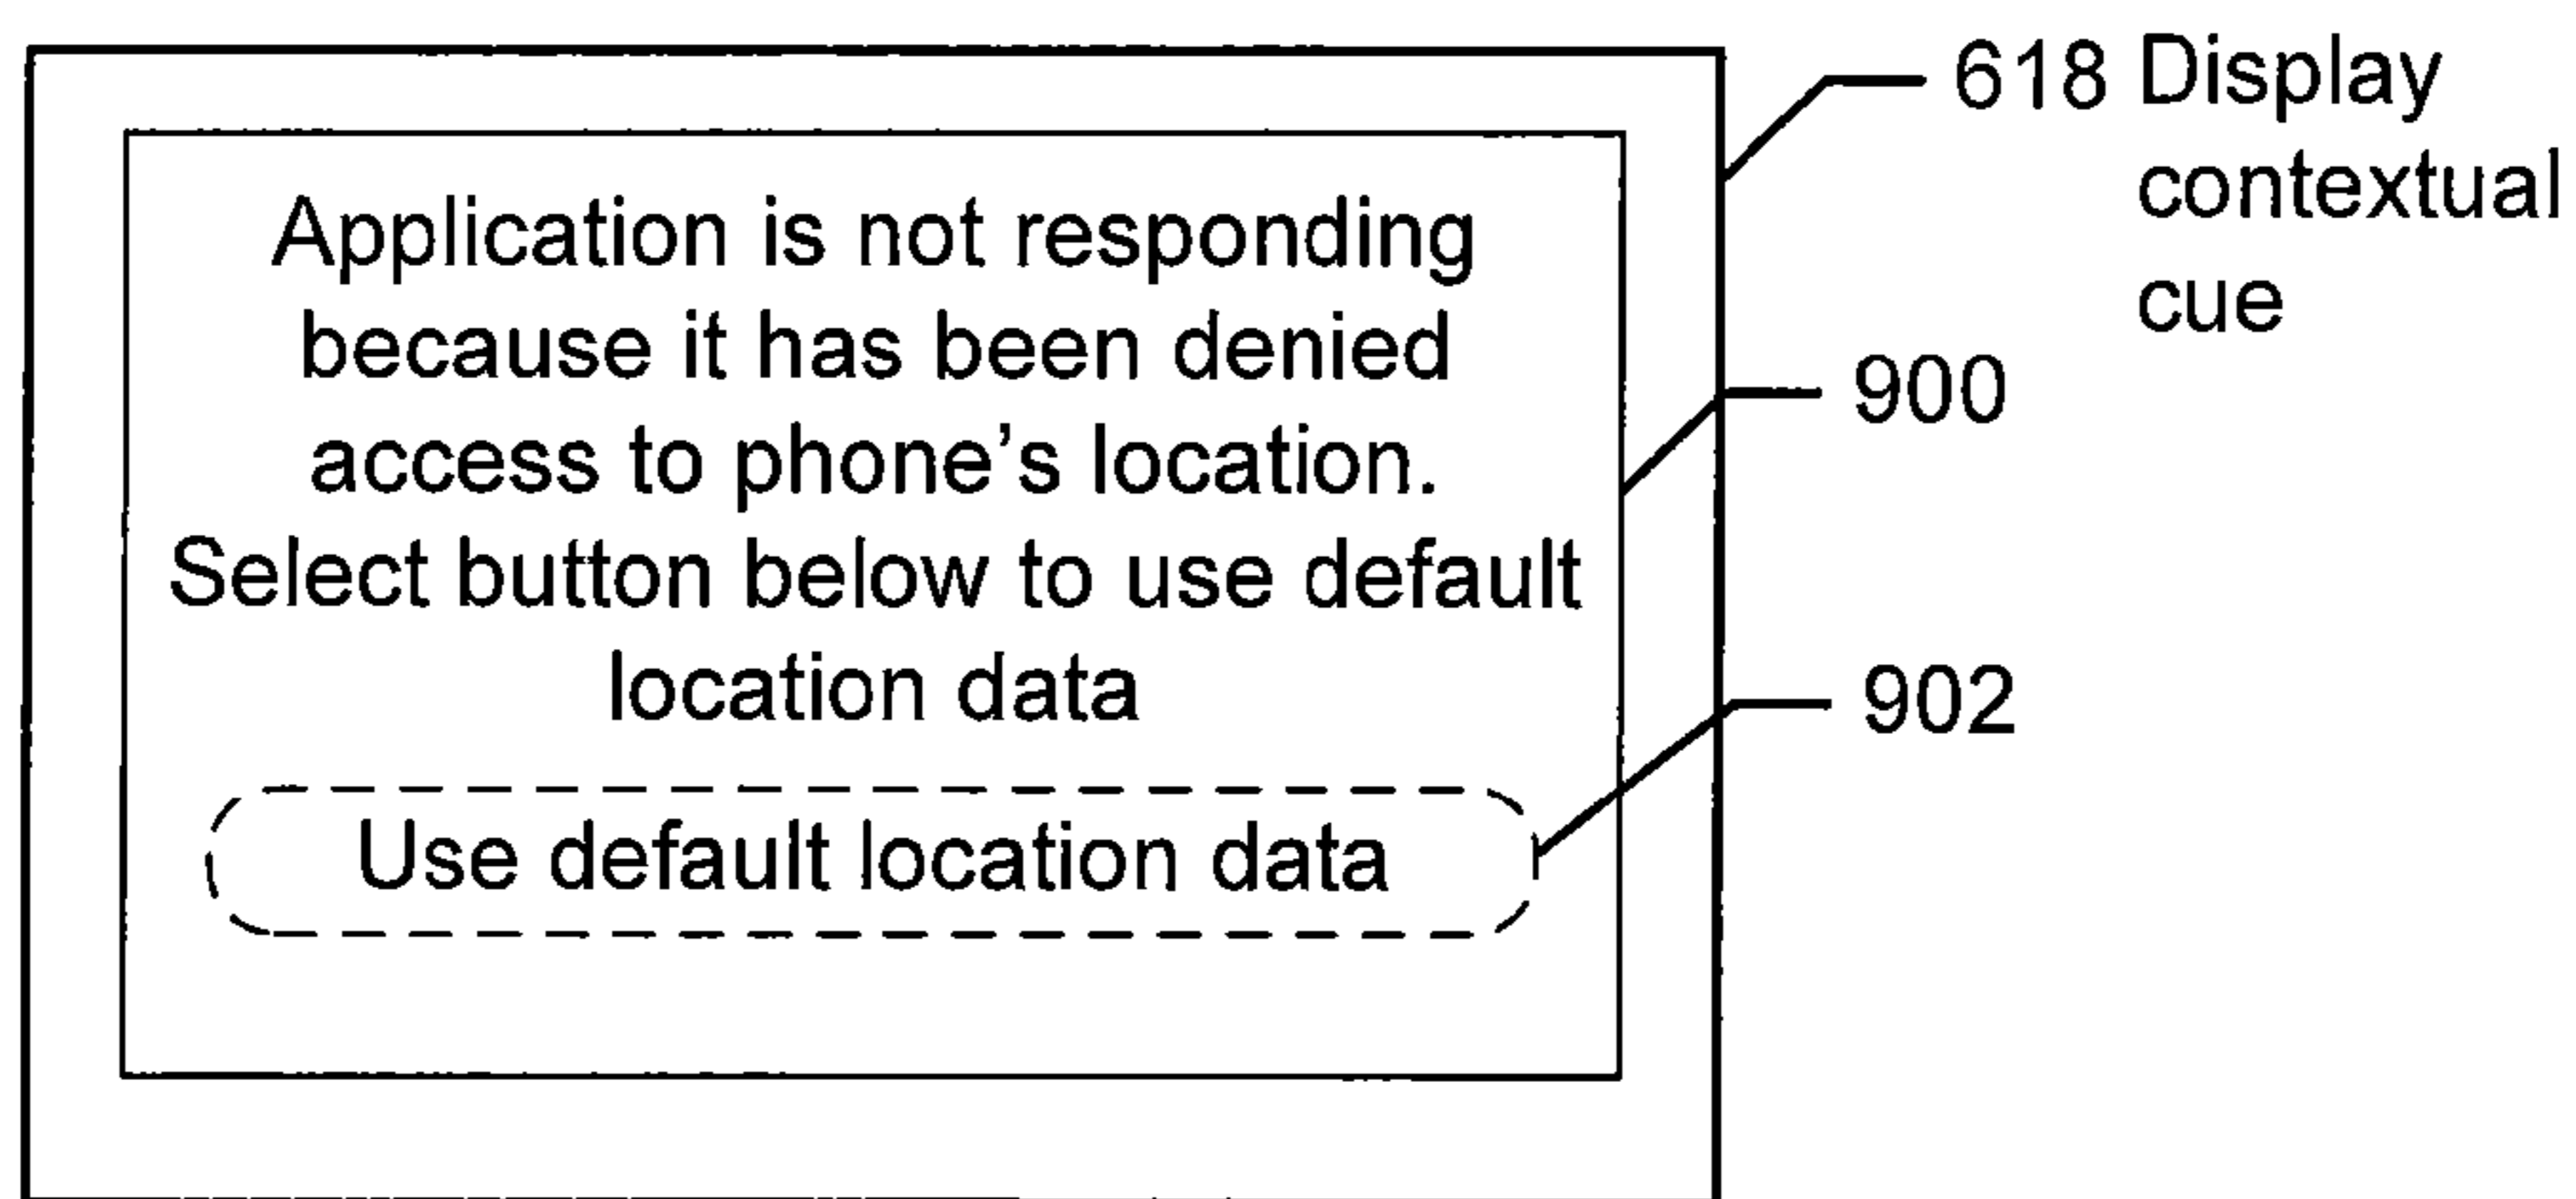 Application is not responding
because it has been denied
access to phone's location.
Select button below to use default
location data
Use default location data
618 Display
contextual
cue
900
902